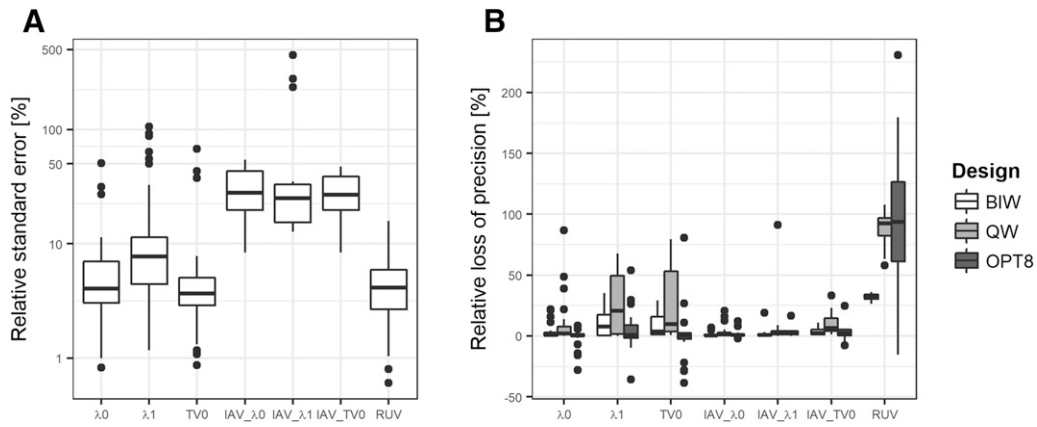 A
Relative standard error [%]
500
100
50
10
1
λ0 λ1 TV0 IAV_λ0 IAV_λ1 IAV_TV0 RUV
B
Relative loss of precision [%]
200
150
100
50
0
-50
λ0 λ1 TV0 IAV_λ0 IAV_λ1 IAV_TV0 RUV
Design
BIW
QW
OPT8